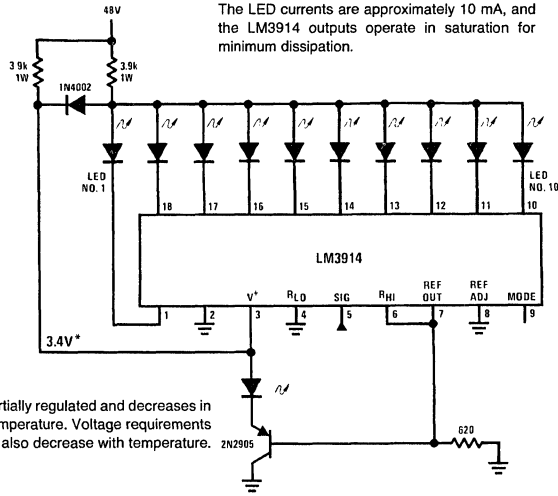 The LED currents are approximately 10 mA, and
the LM3914 outputs operate in saturation for
minimum dissipation.
48V
3.9k
1W
3.9k
1W
1N4002
LED
NO. 1
LED
NO. 10
18 17 16 15 14 13 12 11 10
LM3914
V+ RLO SIG RHI REF OUT REF ADJ MODE
1 2 3 4 5 6 7 8 9
3.4V*
rtially regulated and decreases in
mperature. Voltage requirements
also decrease with temperature.
2N2905
620